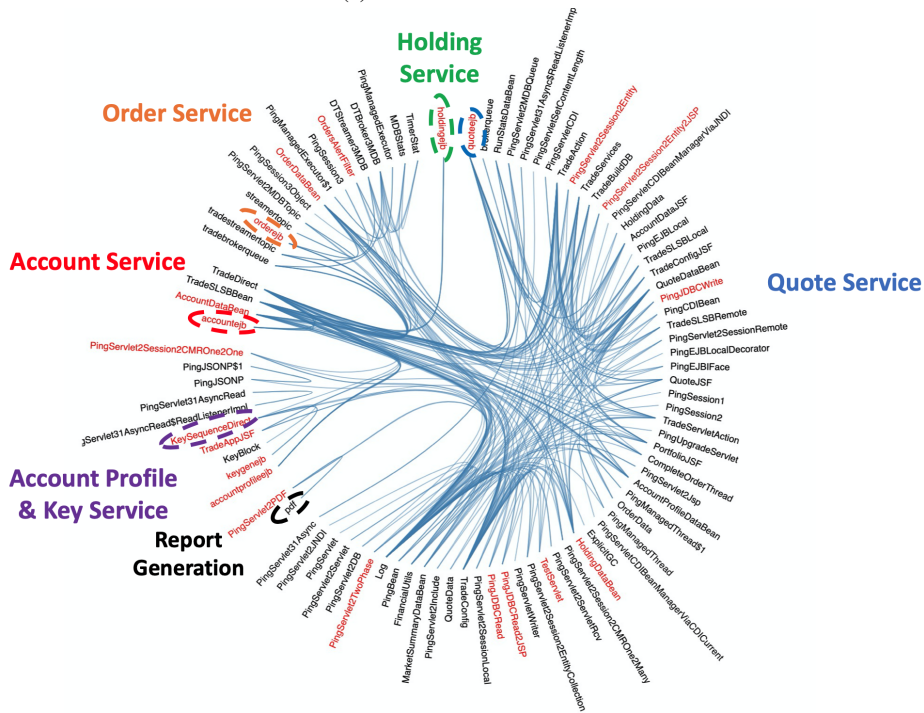 Holding
Service
Order Service
Account Service
Account Profile
& Key Service
Report
Generation
Quote Service
holdingejb
quoteejb
brokerqueue
runStatsDataBean
PingServlet2MDBQueue
PingServlet31Async$ReadListenerImp
PingServletSetContentLength
PingServletCDI
TradeAction
PingServlet2Session2Entity
TradeServices
TradeBuildDB
PingServlet2Session2Entity2JSP
PingServletCDIBeanManagerViaJNDI
HoldingData
AccountDataJSF
PingEJBLocal
TradeSLSBLocal
TradeConfigJSF
QuoteDataBean
PingJDBCWrite
PingCDIBean
TradeSLSBRemote
PingServlet2SessionRemote
PingEJBLocalDecorator
PingEJBIFace
QuoteJSF
PingSession1
PingSession2
TradeServletAction
PingUpgradeServlet
PortfolioJSF
CompleteOrderThread
PingServlet2Jsp
AccountProfileDataBean
PingManagedThread$1
OrderData
PingManagedThread
PingServletCDIBeanManagerViaCDICurrent
ExplicitGC
HoldingDataBean
PingServlet2Session2CMROne2Many
PingServlet2ServletRcv
TestServlet
PingServlet2Session2EntityCollection
PingServletWriter
PingJDBCRead2JSP
PingJDBCRead
PingServlet2SessionLocal
TradeConfig
QuoteData
PingServlet2Include
MarketSummaryDataBean
FinancialUtils
PingBean
Log
PingServlet2TwoPhase
PingServlet2DB
PingServlet2Servlet
PingServlet
PingServlet2JNDI
PingServlet31Async
pdf
PingServlet2PDF
accountprofileejb
keygenejb
KeyBlock
TradeAppJSF
KeySequenceDirect
gServlet31AsyncRead$ReadListenerImpl
PingServlet31AsyncRead
PingJSONP
PingJSONP$1
PingServlet2Session2CMROne2One
accountejb
AccountDataBean
TradeSLSBBean
TradeDirect
tradebrokerqueue
tradestreamertopic
orderejb
streamertopic
PingServlet2MDBTopic
PingSession3Object
OrderDataBean
PingManagedExecutor$1
PingSession3
OrdersAlertFilter
DTStreamer3MDB
DTBroker3MDB
PingManagedExecutor
MDBStats
TimerStat